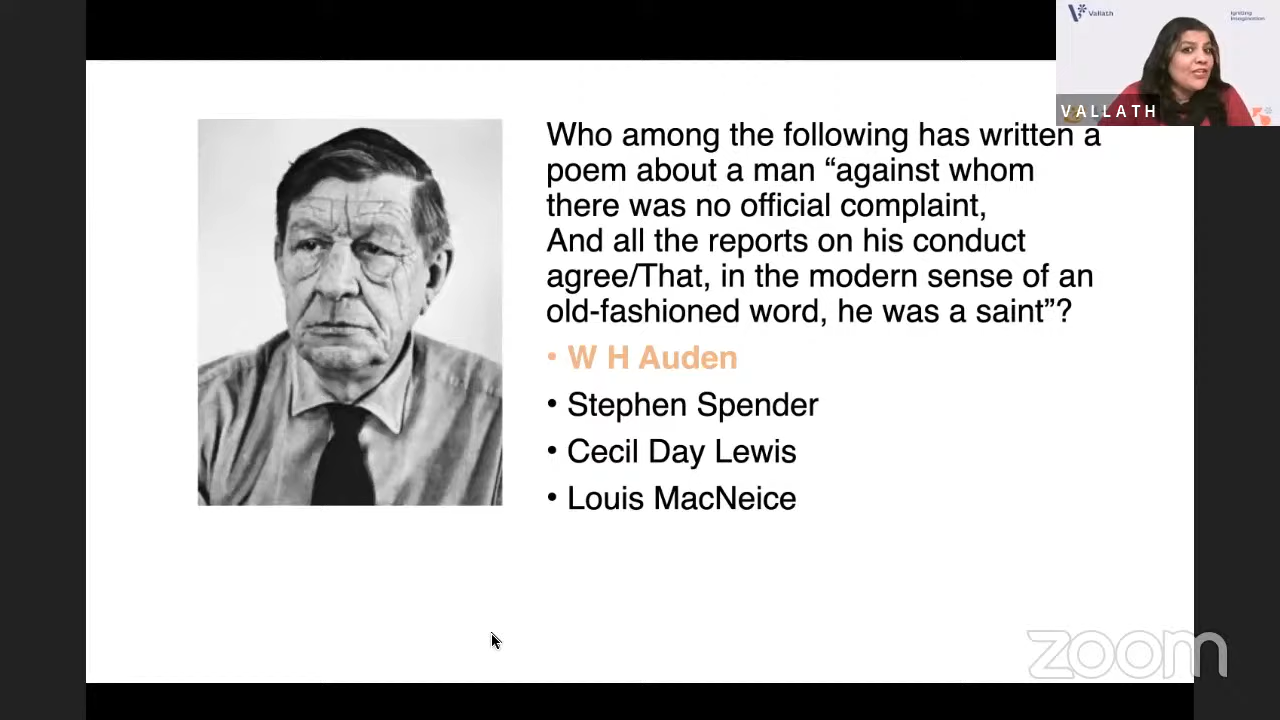 Vallath
Igniting
Imagination
VALLATH
Who among the following has written a
poem about a man “against whom
there was no official complaint,
And all the reports on his conduct
agree/That, in the modern sense of an
old-fashioned word, he was a saint”?
• W H Auden
• Stephen Spender
• Cecil Day Lewis
• Louis MacNeice
zoom